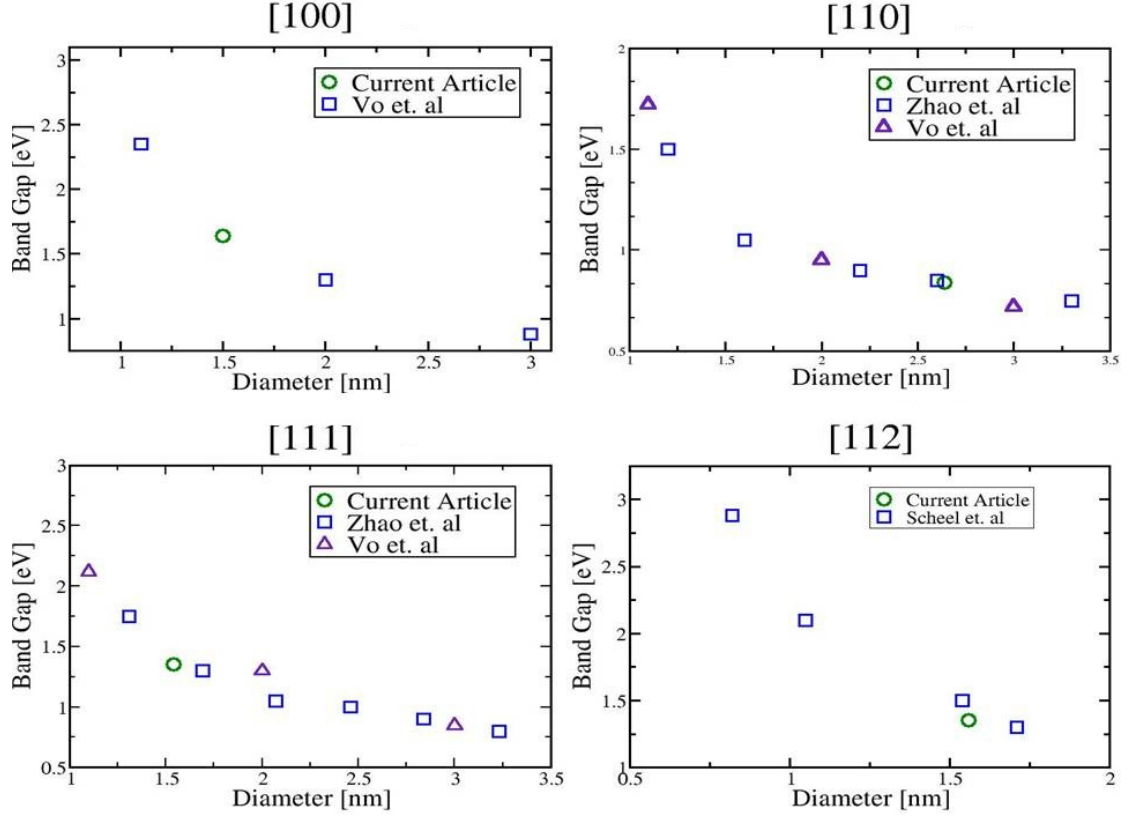 [100]
3
2.5
2
1.5
1
Band Gap [eV]
Current Article
Vo et. al
1
1.5
2
2.5
3
Diameter [nm]
[110]
2
1.5
1
0.5
Band Gap [eV]
Current Article
Zhao et. al
Vo et. al
1
1.5
2
2.5
3
3.5
Diameter [nm]
[111]
3
2.5
2
1.5
1
0.5
Band Gap [eV]
Current Article
Zhao et. al
Vo et. al
1
1.5
2
2.5
3
3.5
Diameter [nm]
[112]
3
2.5
2
1.5
1
Band Gap [eV]
Current Article
Scheel et. al
0.5
1
1.5
2
Diameter [nm]